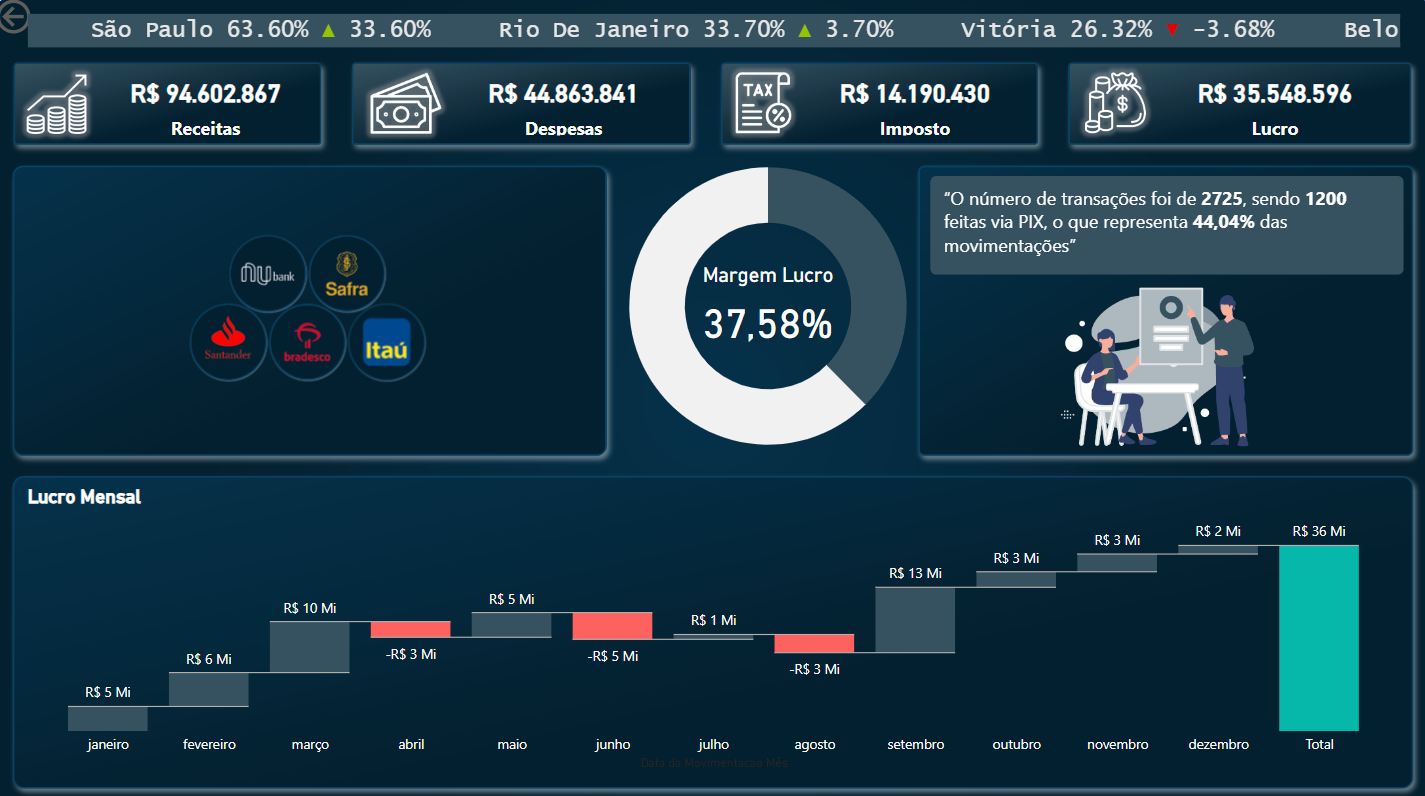 São Paulo 63.60% ▲ 33.60% Rio De Janeiro 33.70% ▲ 3.70% Vitória 26.32% ▼ -3.68% Belo
R$ 94.602.867
Receitas
R$ 44.863.841
Despesas
TAX
%
R$ 14.190.430
Imposto
$
R$ 35.548.596
Lucro
nu bank
Safra
Santander
bradesco
Itaú
Margem Lucro
37,58%
“O número de transações foi de 2725, sendo 1200
feitas via PIX, o que representa 44,04% das
movimentações”
Lucro Mensal
R$ 5 Mi
R$ 6 Mi
R$ 10 Mi
-R$ 3 Mi
R$ 5 Mi
-R$ 5 Mi
R$ 1 Mi
-R$ 3 Mi
R$ 13 Mi
R$ 3 Mi
R$ 3 Mi
R$ 2 Mi
R$ 36 Mi
janeiro fevereiro março abril maio junho julho agosto setembro outubro novembro dezembro Total
Data da Movimentacao Mês